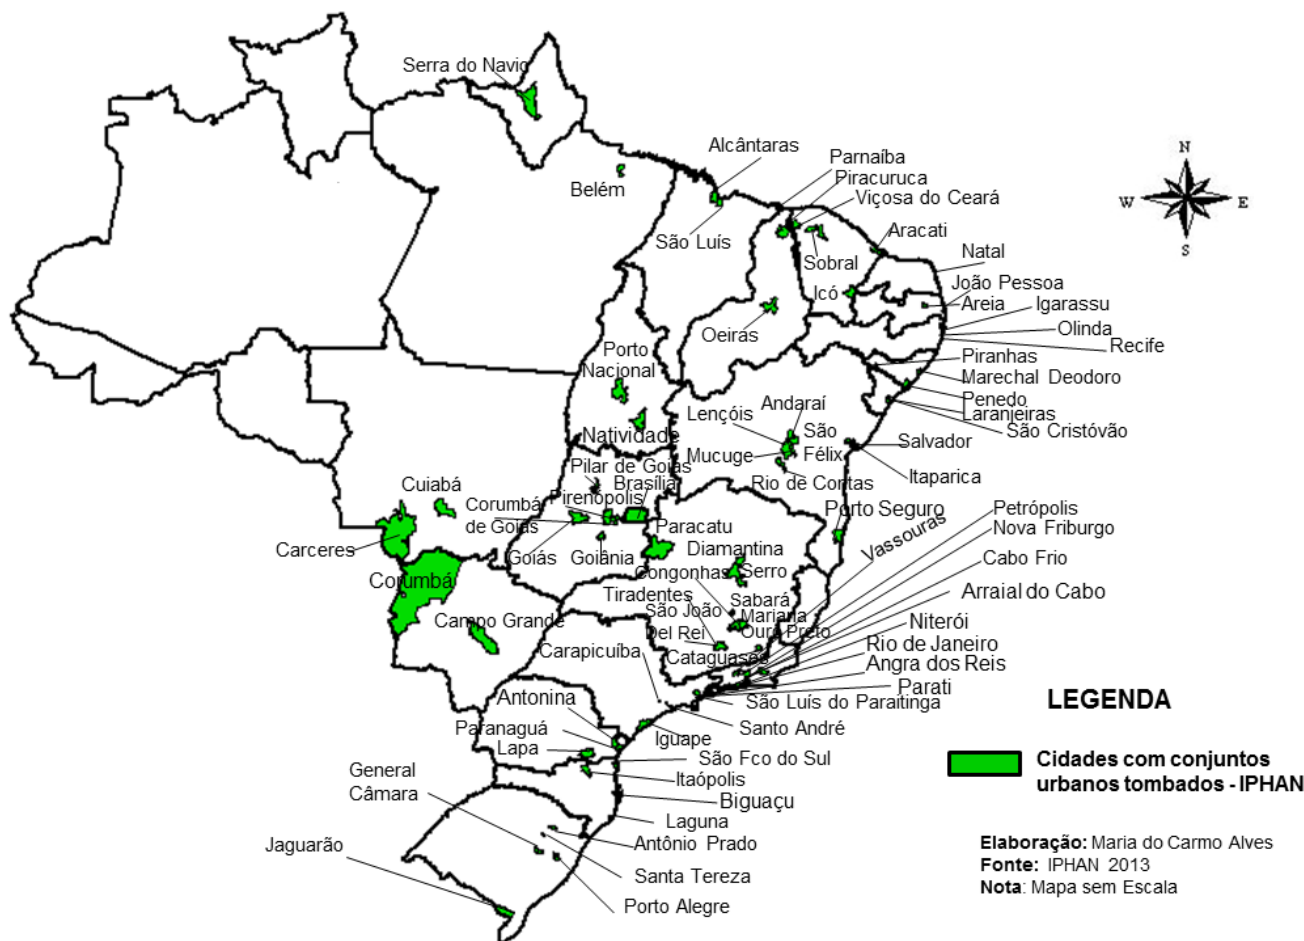 Serra do Navio
Alcântaras
Parnaíba
Piracuruca
Viçosa do Ceará
Belém
São Luís
Aracati
Sobral
Natal
Icó
João Pessoa
Areia
Igarassu
Oeiras
Olinda
Recife
Porto
Nacional
Piranhas
Marechal Deodoro
Penedo
Laranjeiras
São Cristóvão
Lençóis
Andaraí
São
Félix
Mucuge
Natividade
Salvador
Itaparica
Rio de Contas
Pilar de Goiás
Brasília
Pirenópolis
Corumbá
de Goiás
Cuiabá
Carceres
Goiás
Goiânia
Paracatu
Porto Seguro
Vassouras
Petrópolis
Nova Friburgo
Cabo Frio
Arraial do Cabo
Niterói
Rio de Janeiro
Angra dos Reis
Parati
São Luís do Paraitinga
Santo André
Diamantina
Serro
Congonhas
Tiradentes
Sabará
São João
Del Rei
Mariana
Ouro Preto
Cataguases
Corumbá
Campo Grande
Carapicuíba
Antonina
Paranaguá
Lapa
Iguape
São Fco do Sul
Itaópolis
Biguaçu
Laguna
General
Câmara
Jaguarão
Antônio Prado
Santa Tereza
Porto Alegre
N
W
E
S
LEGENDA
Cidades com conjuntos
urbanos tombados - IPHAN
Elaboração: Maria do Carmo Alves
Fonte: IPHAN 2013
Nota: Mapa sem Escala